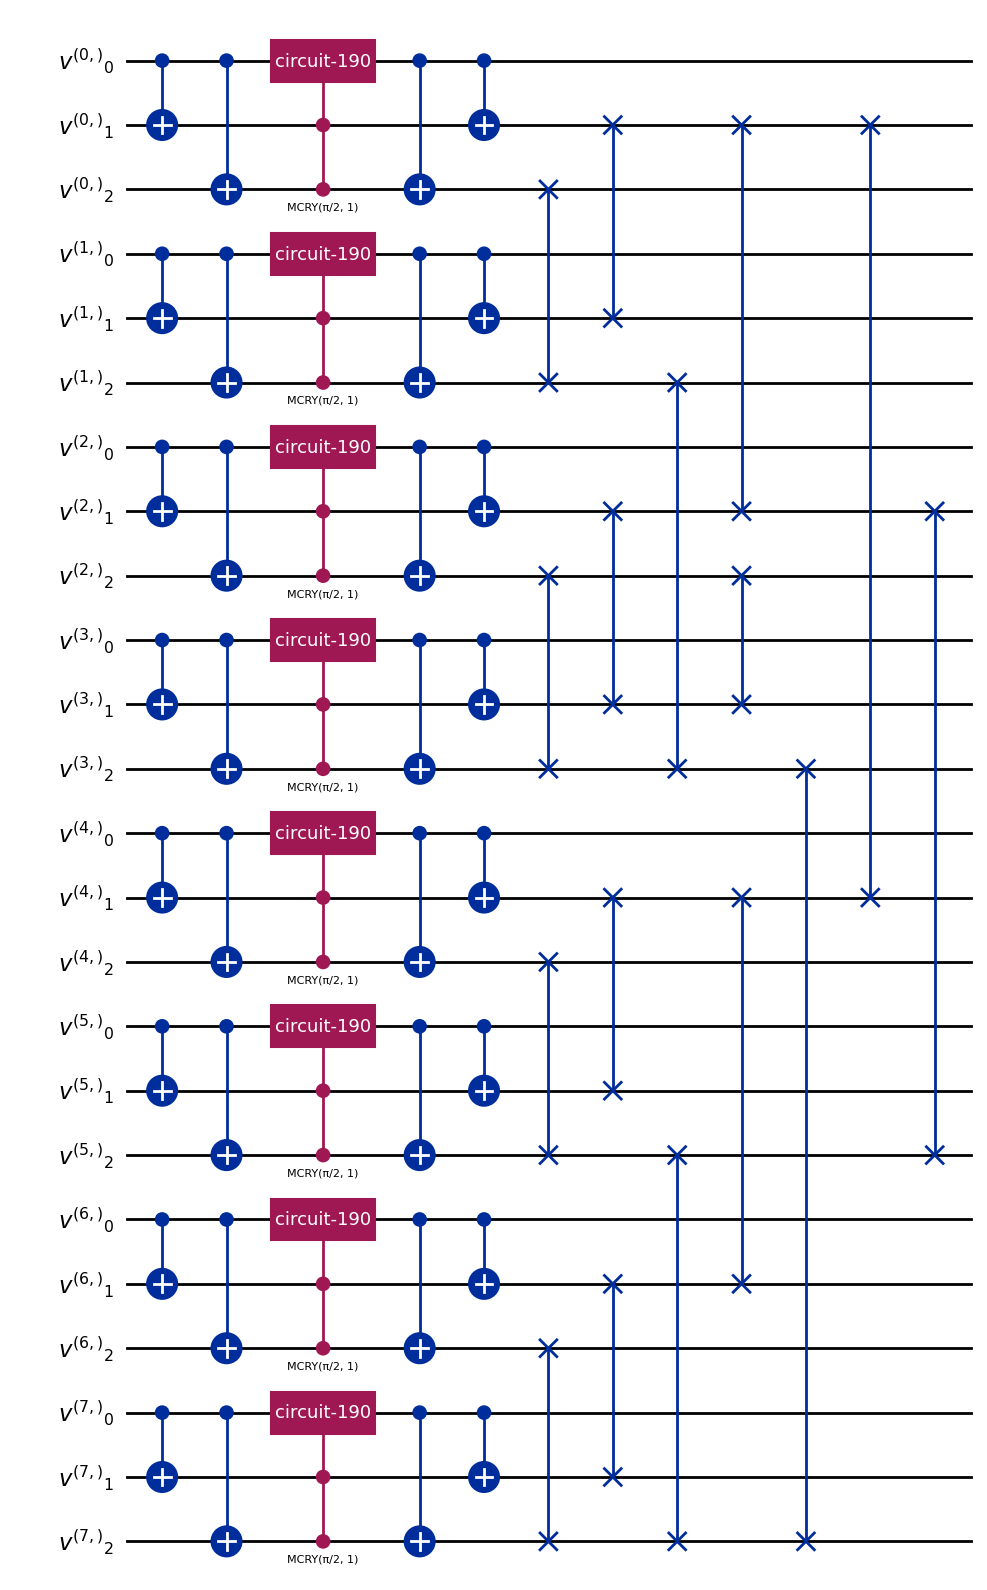 v^{(0,)}_0
circuit-190
v^{(0,)}_1
v^{(0,)}_2
MCRY(π/2, 1)
v^{(1,)}_0
circuit-190
v^{(1,)}_1
v^{(1,)}_2
MCRY(π/2, 1)
v^{(2,)}_0
circuit-190
v^{(2,)}_1
v^{(2,)}_2
MCRY(π/2, 1)
v^{(3,)}_0
circuit-190
v^{(3,)}_1
v^{(3,)}_2
MCRY(π/2, 1)
v^{(4,)}_0
circuit-190
v^{(4,)}_1
v^{(4,)}_2
MCRY(π/2, 1)
v^{(5,)}_0
circuit-190
v^{(5,)}_1
v^{(5,)}_2
MCRY(π/2, 1)
v^{(6,)}_0
circuit-190
v^{(6,)}_1
v^{(6,)}_2
MCRY(π/2, 1)
v^{(7,)}_0
circuit-190
v^{(7,)}_1
v^{(7,)}_2
MCRY(π/2, 1)